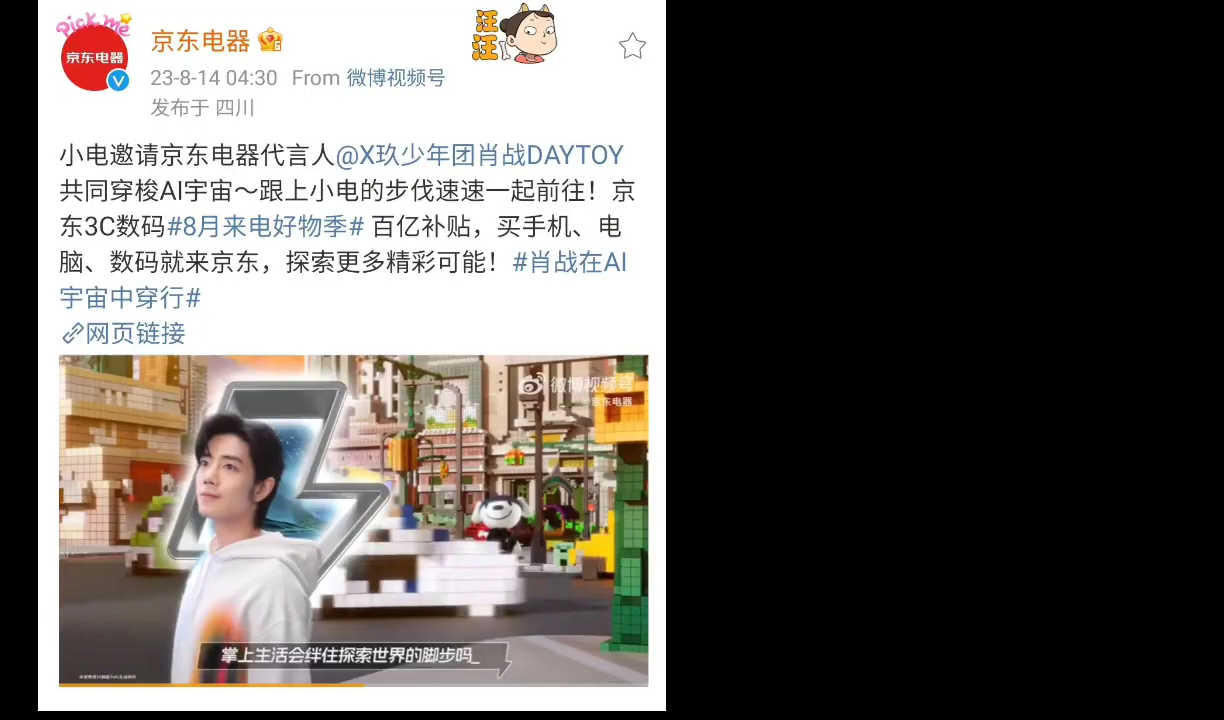 Pick Me
京东电器
京东电器
汪
汪
23-8-14 04:30 From 微博视频号
发布于 四川
小电邀请京东电器代言人@X玖少年团肖战DAYTOY
共同穿梭AI宇宙～跟上小电的步伐速速一起前往！京
东3C数码#8月来电好物季# 百亿补贴，买手机、电
脑、数码就来京东，探索更多精彩可能！#肖战在AI
宇宙中穿行#
网页链接
微博视频号
@京东电器
掌上生活会绊住探索世界的脚步吗_